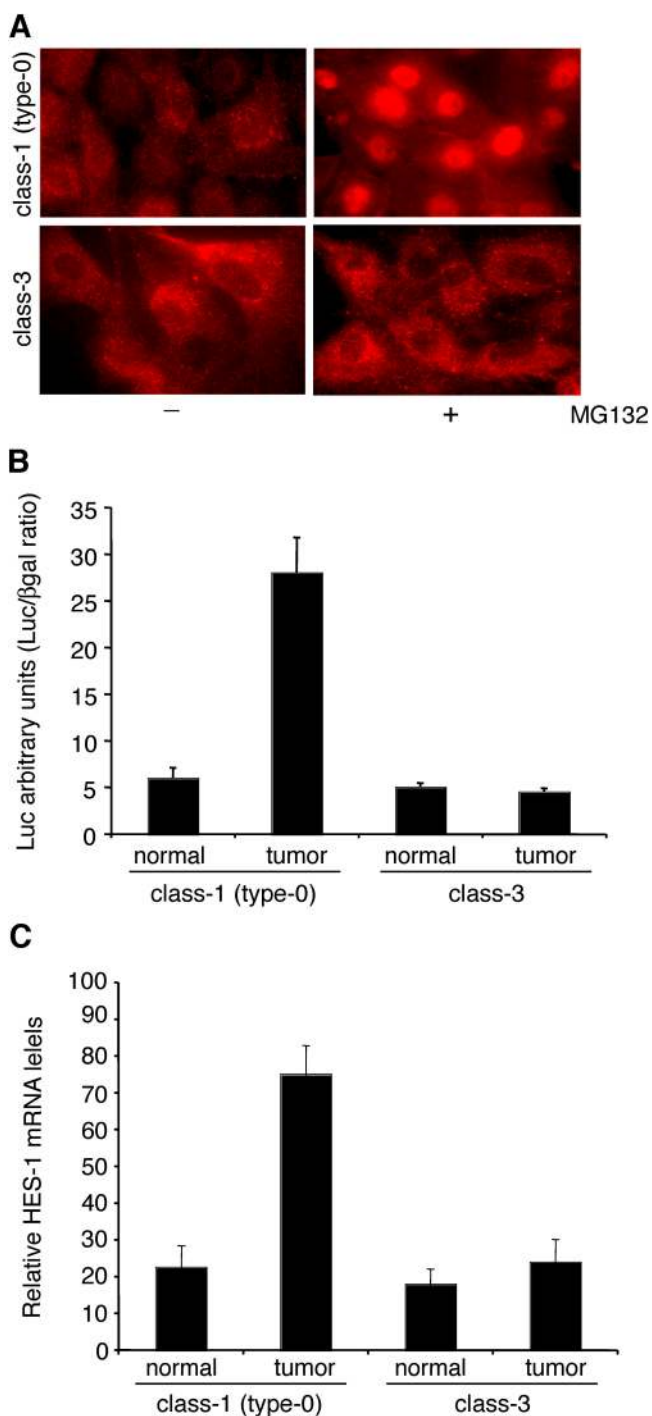 A
class-1 (type-0)
class-3
– + MG132
B
Luc arbitrary units (Luc/βgal ratio)
35
30
25
20
15
10
5
0
normal tumor normal tumor
class-1 (type-0) class-3
C
Relative HES-1 mRNA lelels
100
90
80
70
60
50
40
30
20
10
0
normal tumor normal tumor
class-1 (type-0) class-3